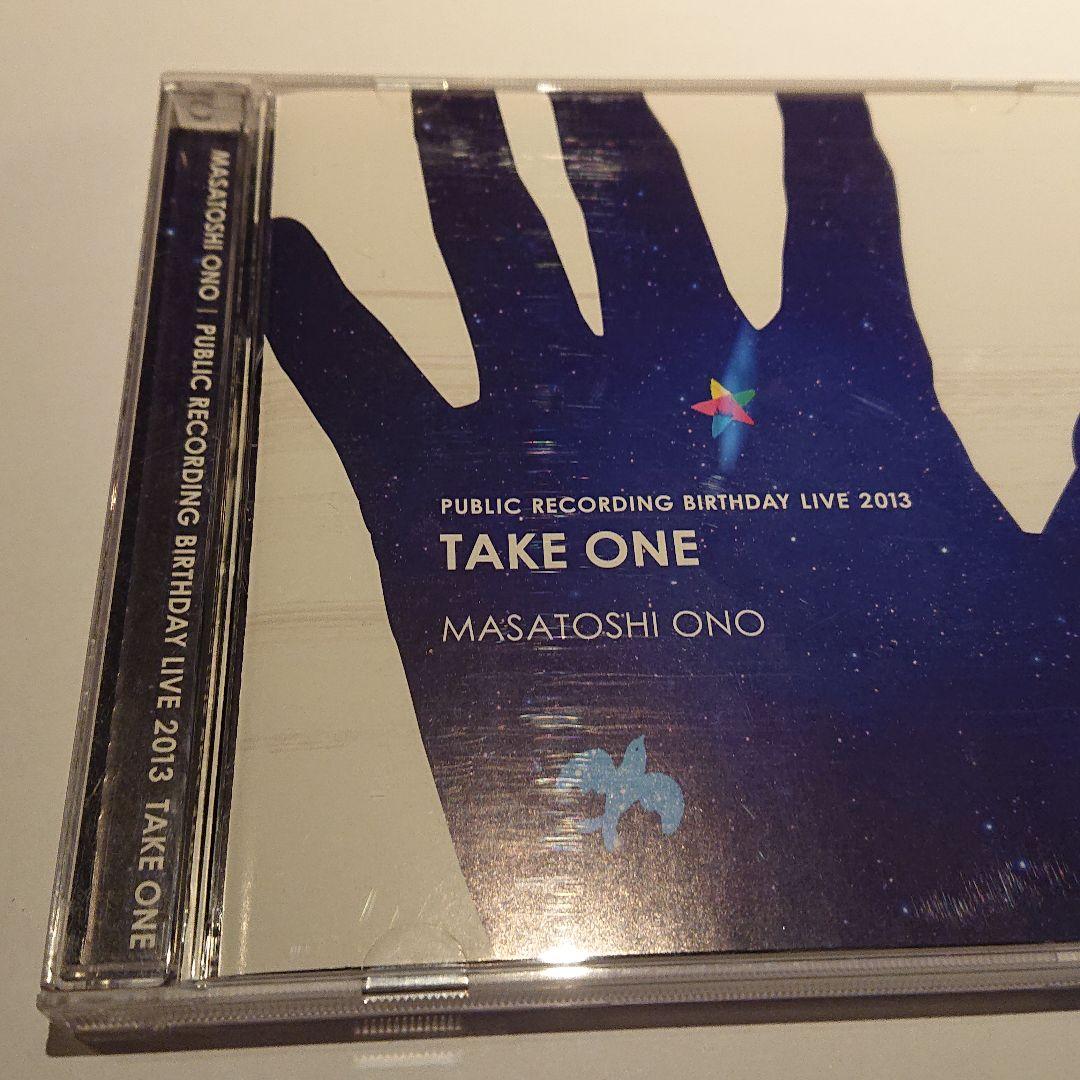 MASATOSHI ONO | PUBLIC RECORDING BIRTHDAY LIVE 2013 TAKE ONE
PUBLIC RECORDING BIRTHDAY LIVE 2013
TAKE ONE
MASATOSHI ONO